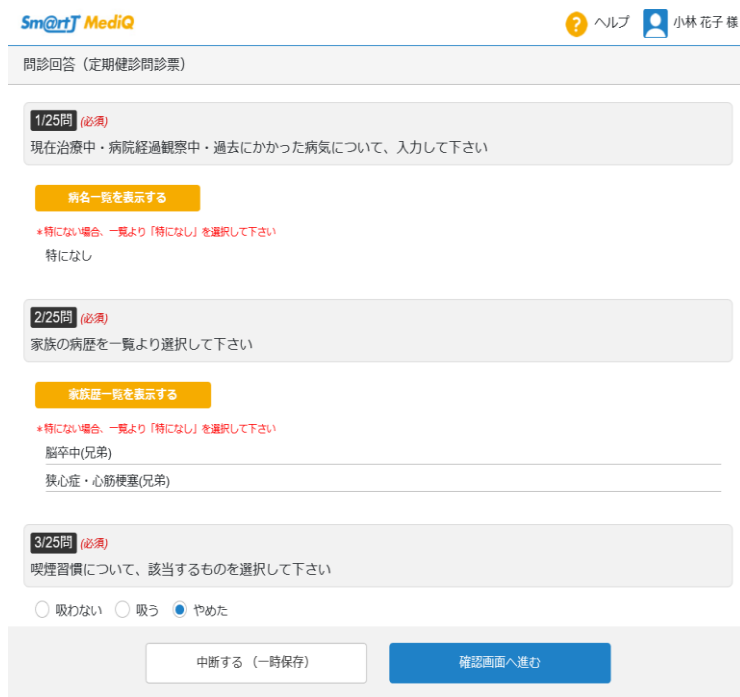 Sm@rtT MediQ
? ヘルプ 小林 花子 様
問診回答（定期健診問診票）
1/25問 (必須)
現在治療中・病院経過観察中・過去にかかった病気について、入力して下さい
病名一覧を表示する
*特にない場合、一覧より「特になし」を選択して下さい
特になし
2/25問 (必須)
家族の病歴を一覧より選択して下さい
家族歴一覧を表示する
*特にない場合、一覧より「特になし」を選択して下さい
脳卒中(兄弟)
狭心症・心筋梗塞(兄弟)
3/25問 (必須)
喫煙習慣について、該当するものを選択して下さい
吸わない 吸う やめた
中断する （一時保存） 確認画面へ進む